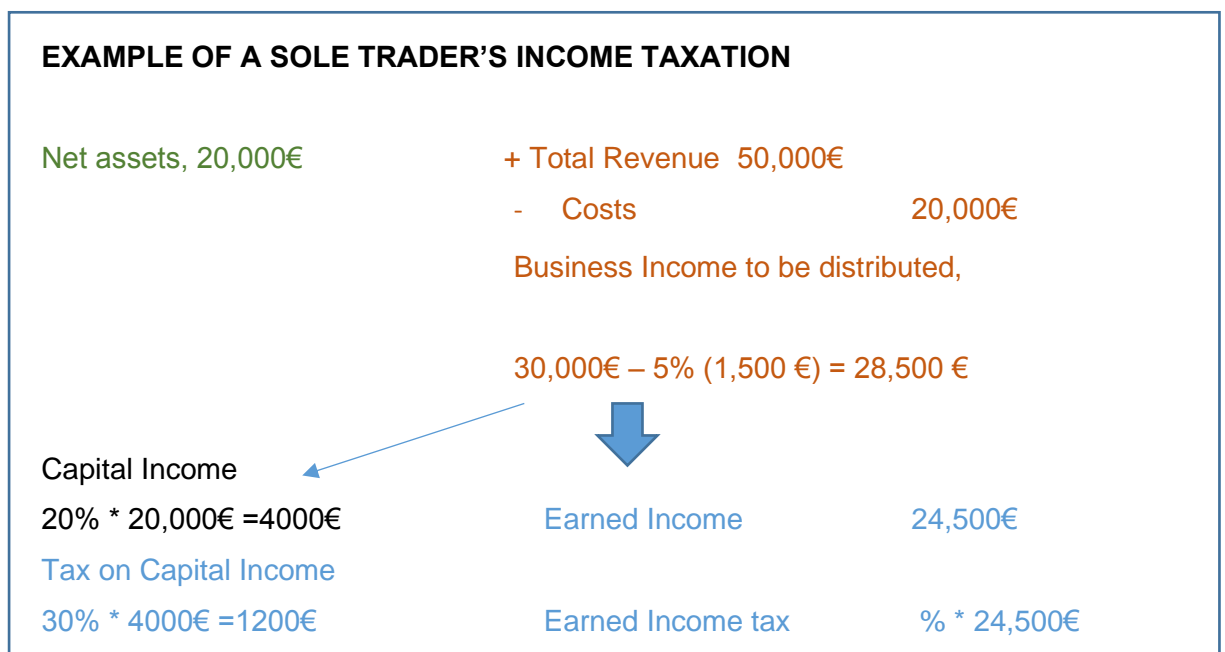 EXAMPLE OF A SOLE TRADER’S INCOME TAXATION
Net assets, 20,000€ + Total Revenue 50,000€
- Costs 20,000€
Business Income to be distributed,
30,000€ – 5% (1,500 €) = 28,500 €
Capital Income
20% * 20,000€ =4000€ Earned Income 24,500€
Tax on Capital Income
30% * 4000€ =1200€ Earned Income tax % * 24,500€